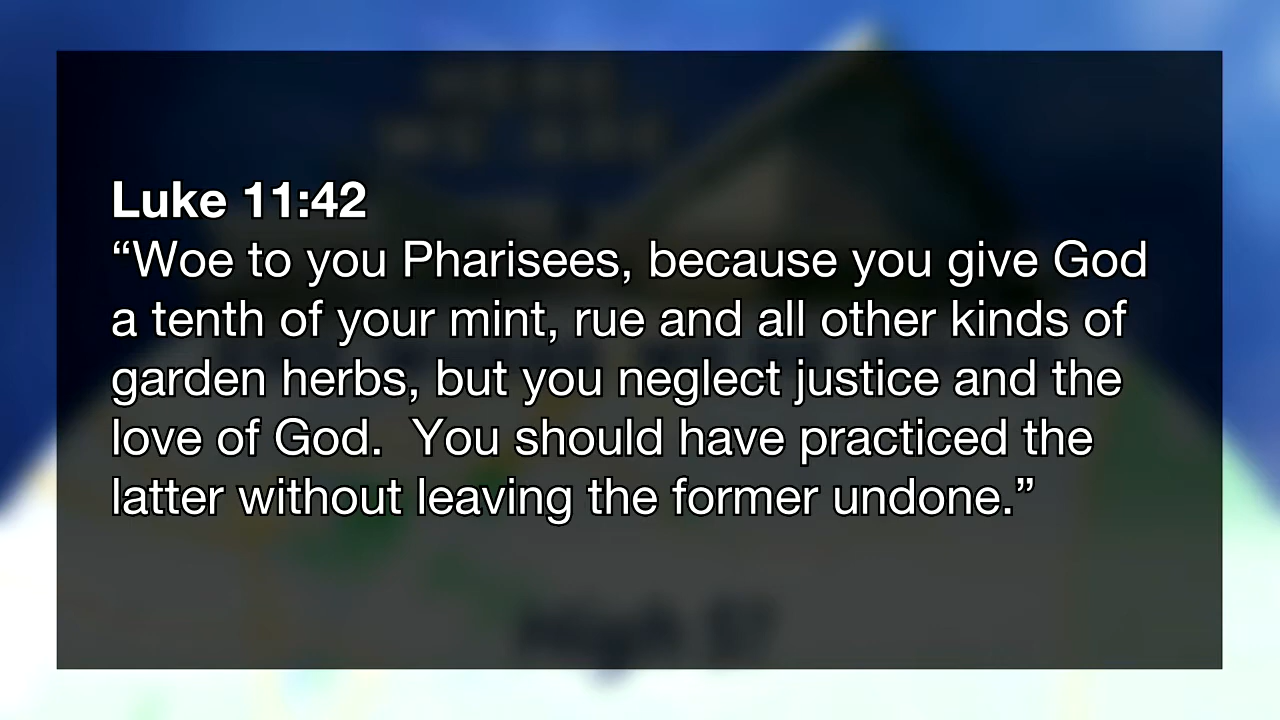 Luke 11:42
“Woe to you Pharisees, because you give God
a tenth of your mint, rue and all other kinds of
garden herbs, but you neglect justice and the
love of God.  You should have practiced the
latter without leaving the former undone.”